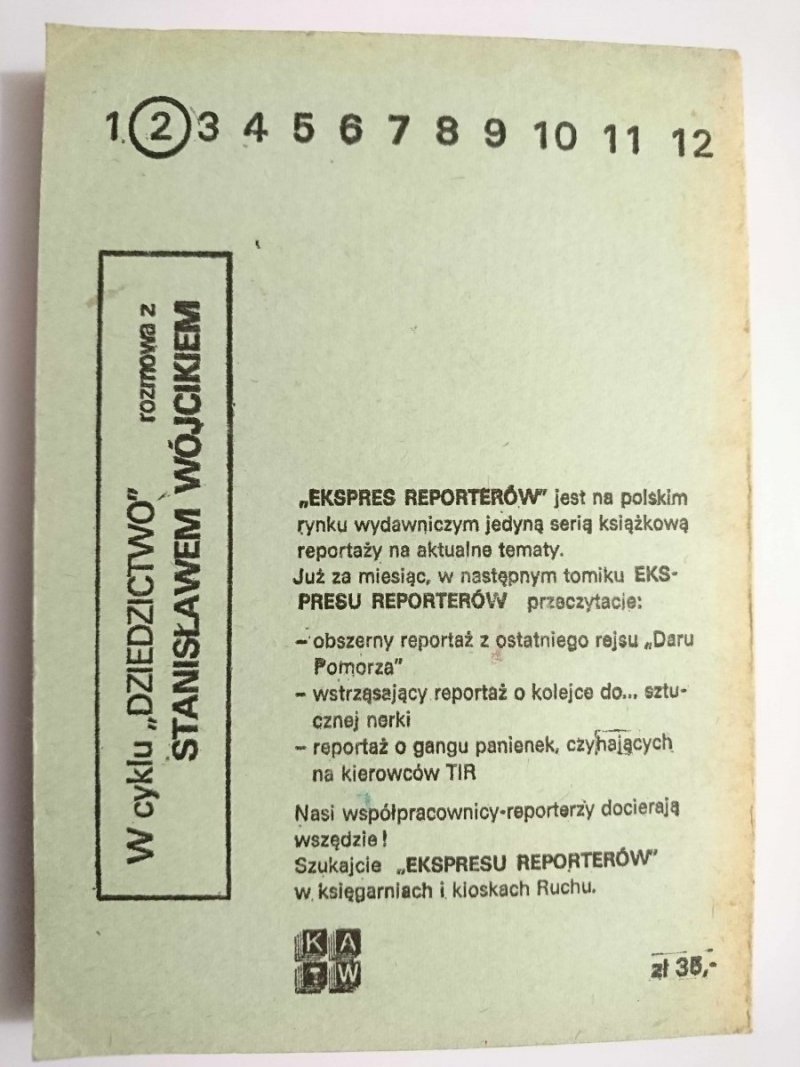 1 2 3 4 5 6 7 8 9 10 11 12
W cyklu „DZIEDZICTWO” rozmowa z
STANISŁAWEM WÓJCIKIEM
„EKSPRES REPORTERÓW” jest na polskim
rynku wydawniczym jedyną serią książkową
reportaży na aktualne tematy.
Już za miesiąc, w następnym tomiku EKS-
PRESU REPORTERÓW przeczytacie:
– obszerny reportaż z ostatniego rejsu „Daru
Pomorza”
– wstrząsający reportaż o kolejce do... sztu-
cznej nerki
– reportaż o gangu panienek, czyhających
na kierowców TIR
Nasi współpracownicy-reporterzy docierają
wszędzie!
Szukajcie „EKSPRESU REPORTERÓW”
w księgarniach i kioskach Ruchu.
K A
T W
zł 35,-